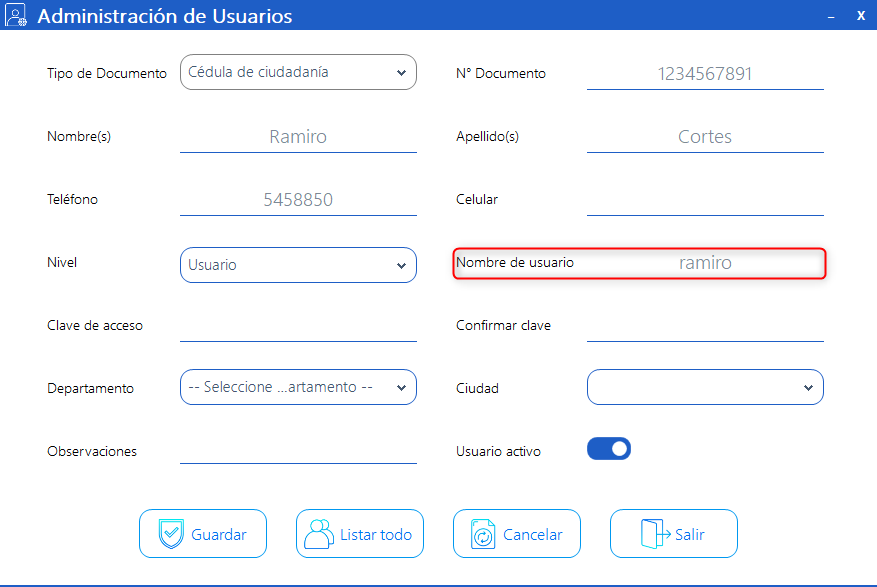 Administración de Usuarios
Tipo de Documento Cédula de ciudadanía N° Documento 1234567891
Nombre(s) Ramiro Apellido(s) Cortes
Teléfono 5458850 Celular
Nivel Usuario Nombre de usuario ramiro
Clave de acceso Confirmar clave
Departamento -- Seleccione ...artamento -- Ciudad
Observaciones Usuario activo
Guardar Listar todo Cancelar Salir